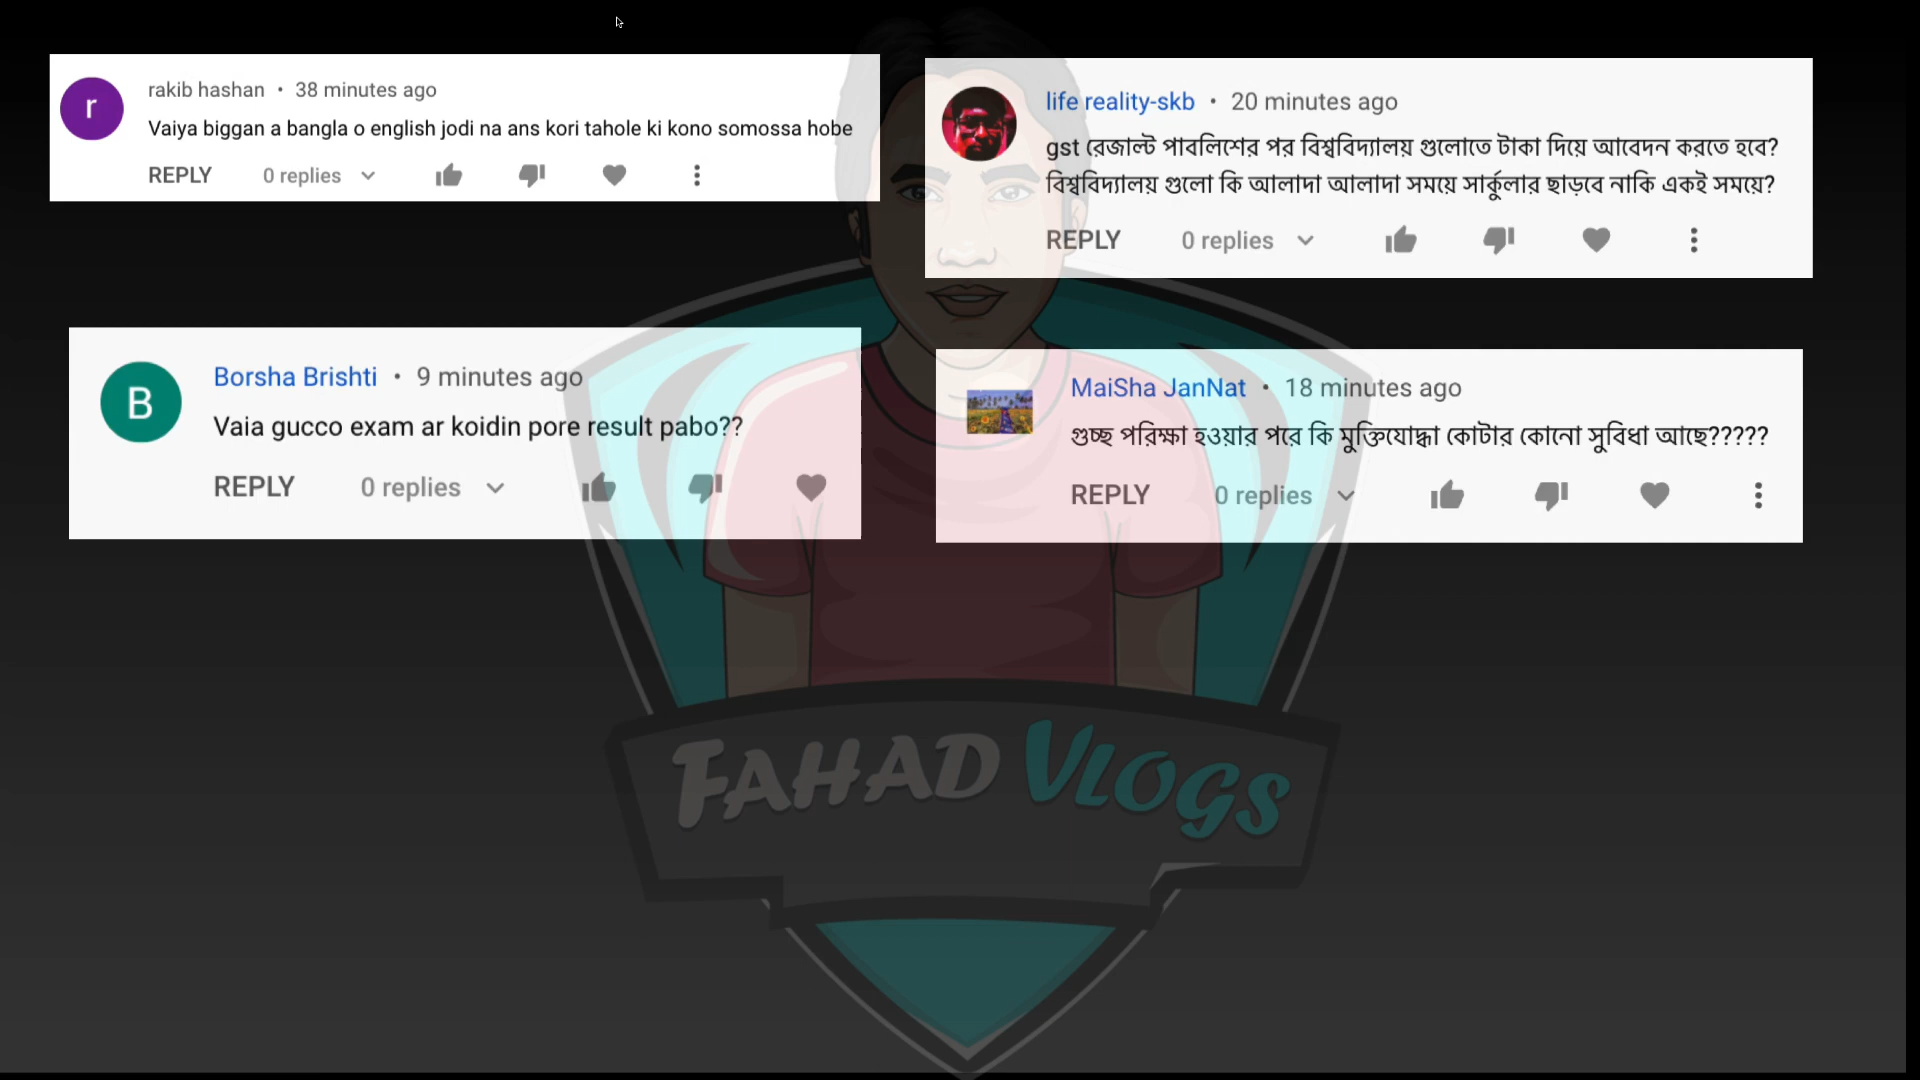 rakib hashan • 38 minutes ago
r
Vaiya biggan a bangla o english jodi na ans kori tahole ki kono somossa hobe
REPLY 0 replies
life reality-skb • 20 minutes ago
gst রেজাল্ট পাবলিশের পর বিশ্ববিদ্যালয় গুলোতে টাকা দিয়ে আবেদন করতে হবে?
বিশ্ববিদ্যালয় গুলো কি আলাদা আলাদা সময়ে সার্কুলার ছাড়বে নাকি একই সময়ে?
REPLY 0 replies
Borsha Brishti • 9 minutes ago
B
Vaia gucco exam ar koidin pore result pabo??
REPLY 0 replies
MaiSha JanNat • 18 minutes ago
গুচ্ছ পরিক্ষা হওয়ার পরে কি মুক্তিযোদ্ধা কোটার কোনো সুবিধা আছে?????
REPLY 0 replies
FAHAD VLOGS